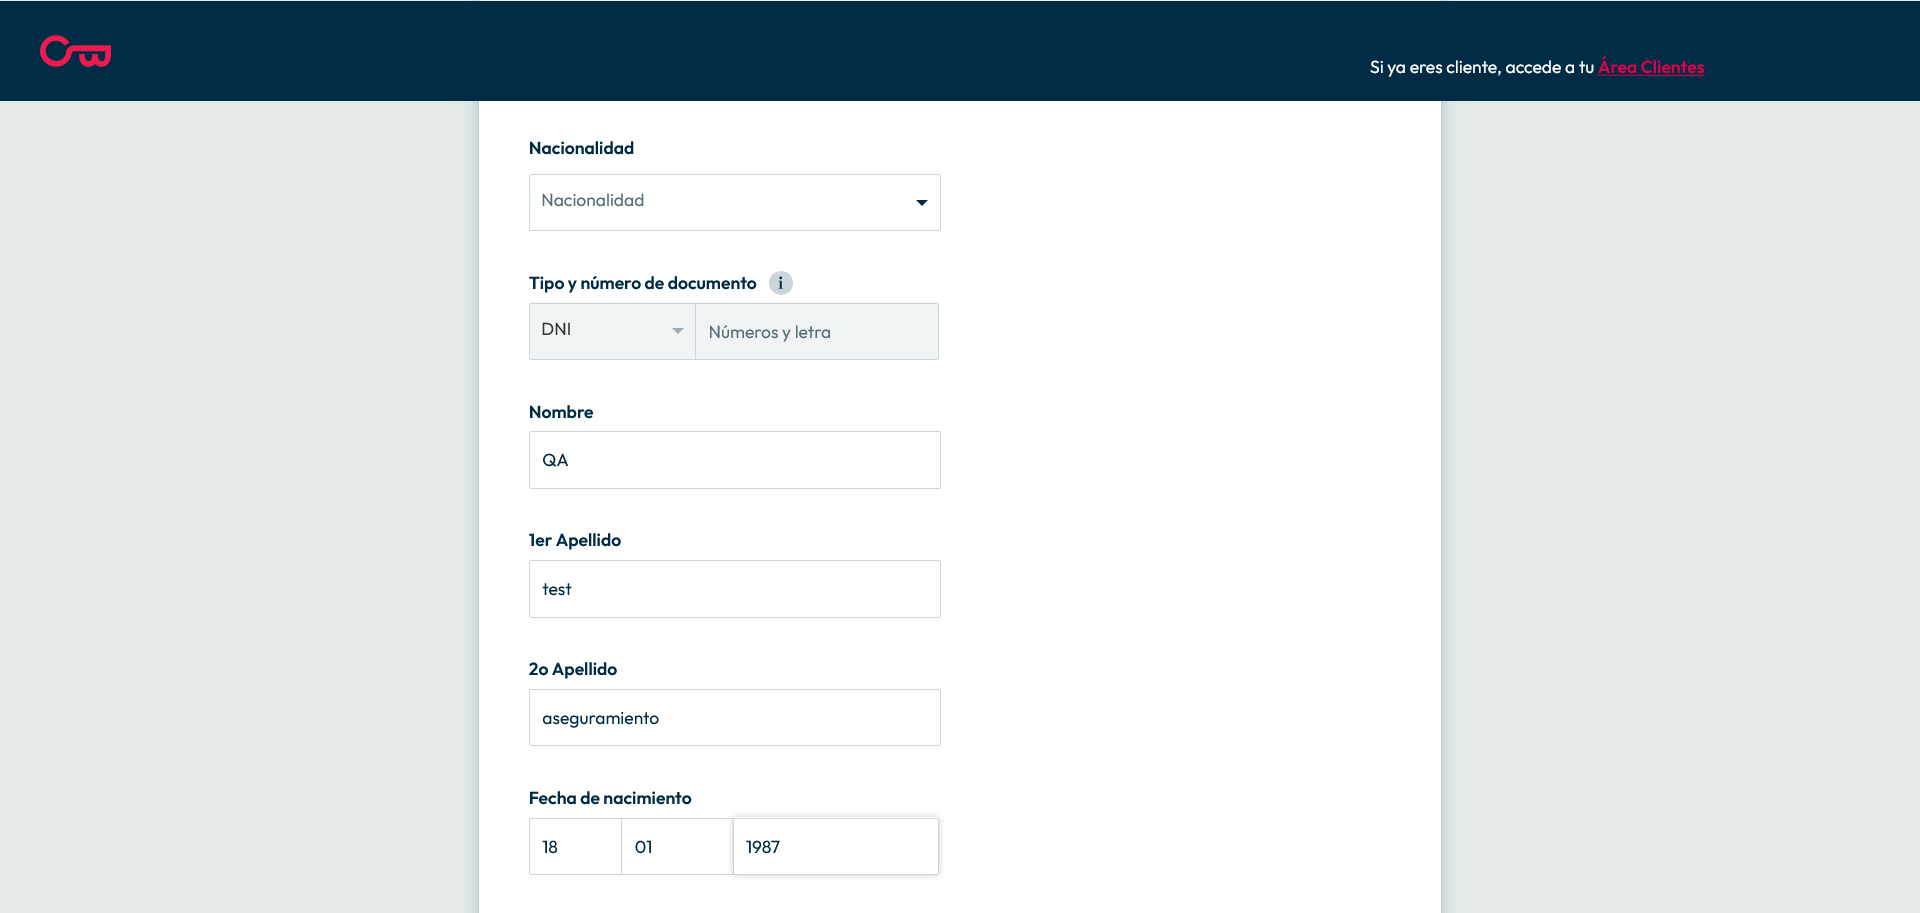 Si ya eres cliente, accede a tu Área Clientes
Nacionalidad
Nacionalidad
Tipo y número de documento i
DNI Números y letra
Nombre
QA
1er Apellido
test
2o Apellido
aseguramiento
Fecha de nacimiento
18 01 1987